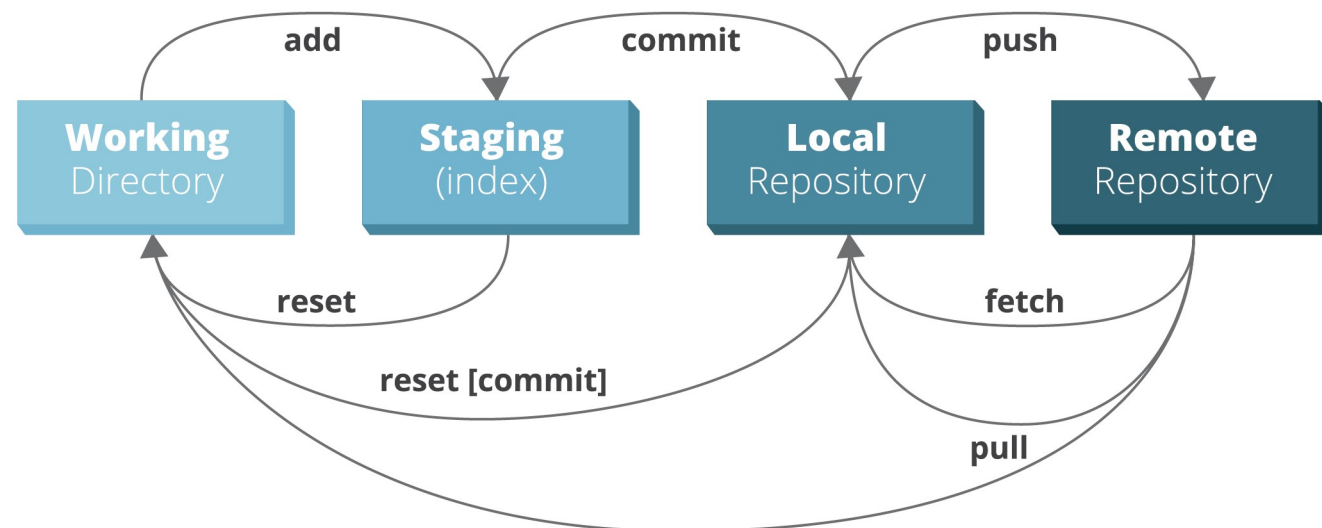 add
commit
push
Working
Directory
Staging
(index)
Local
Repository
Remote
Repository
reset
fetch
reset [commit]
pull